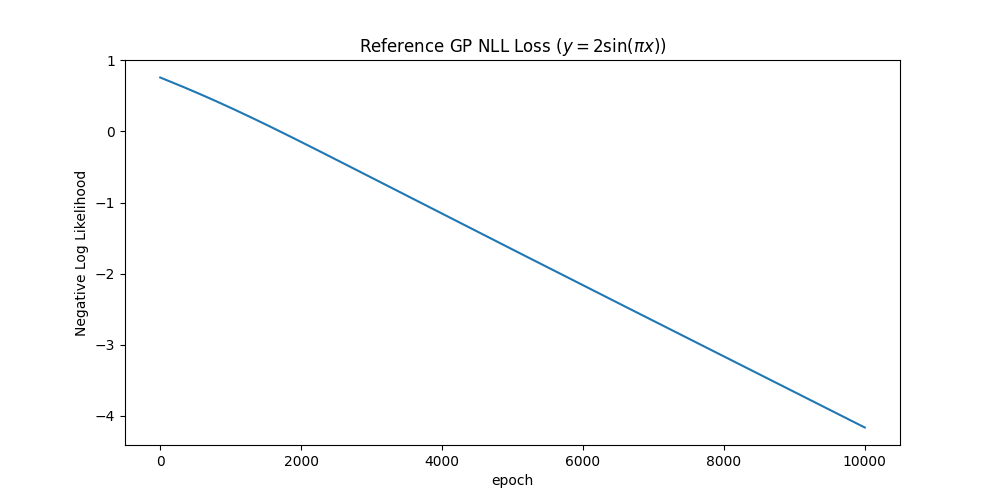 Reference GP NLL Loss (y = 2sin(πx))
Negative Log Likelihood
1
0
−1
−2
−3
−4
0 2000 4000 6000 8000 10000
epoch